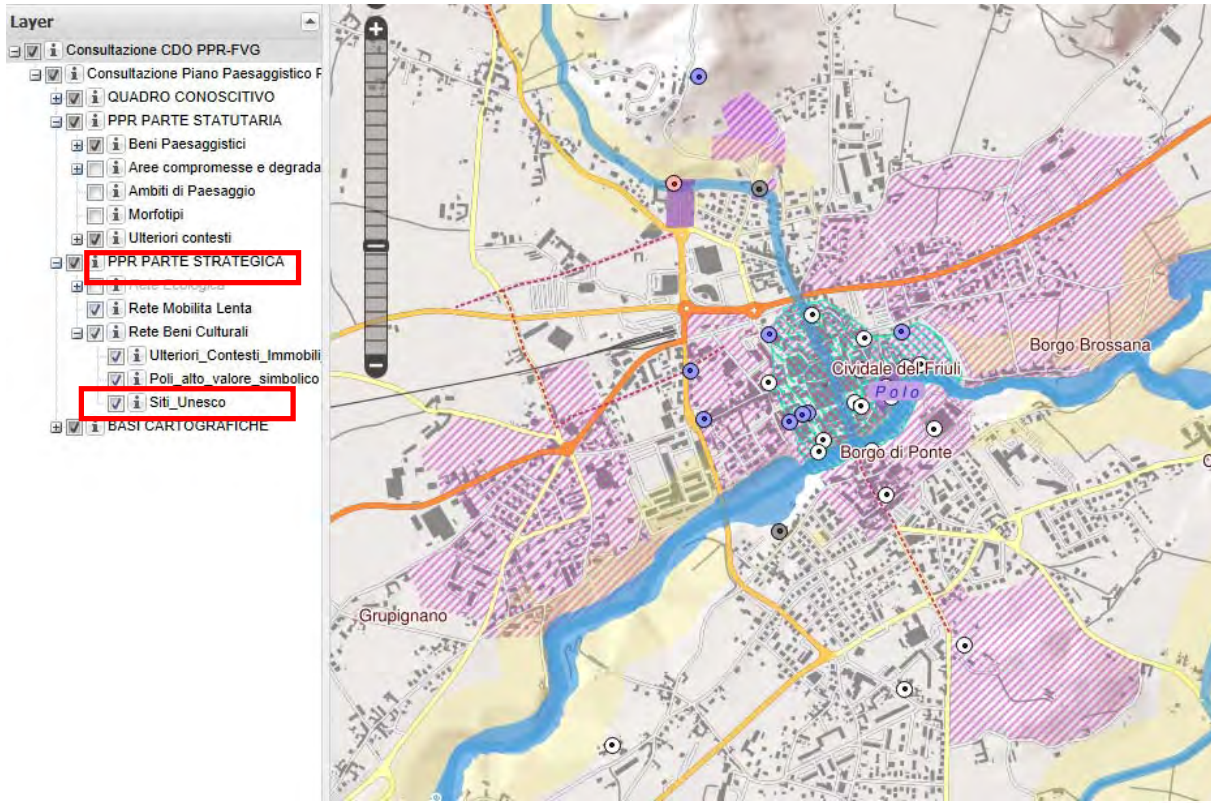 Layer
Consultazione CDO PPR-FVG
Consultazione Piano Paesaggistico
QUADRO CONOSCITIVO
PPR PARTE STATUTARIA
Beni Paesaggistici
Aree compromesse e degrada
Ambiti di Paesaggio
Morfotipi
Ulteriori contesti
PPR PARTE STRATEGICA
Rete Ecologica
Rete Mobilita Lenta
Rete Beni Culturali
Ulteriori_Contesti_Immobili
Poli_alto_valore_simbolico
Siti_Unesco
BASI CARTOGRAFICHE
Borgo Brossana
Cividale del Friuli
Polo
Borgo di Ponte
Grupignano